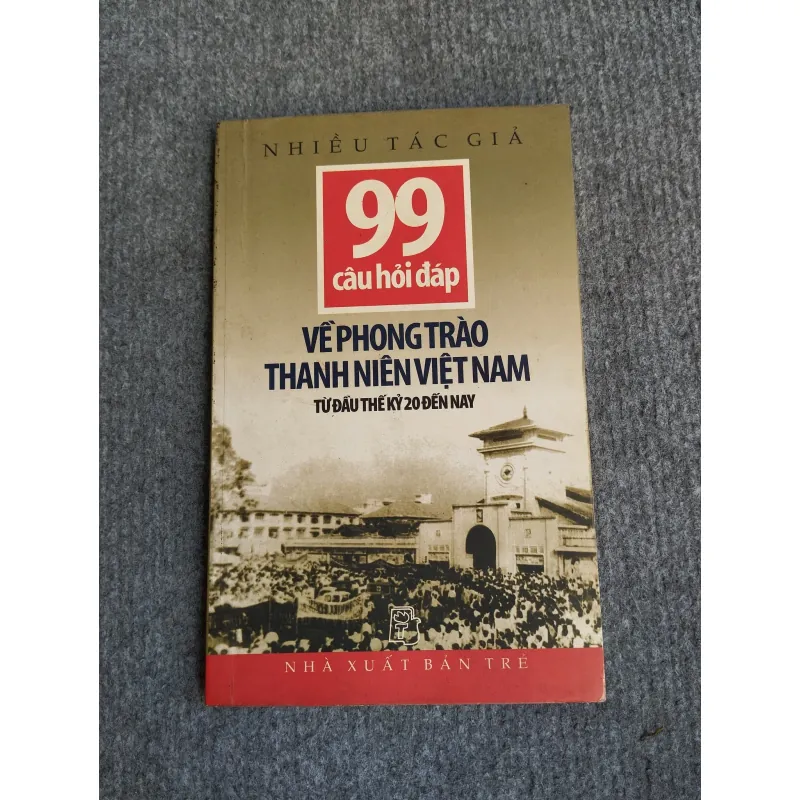 NHIỀU TÁC GIẢ
99
câu hỏi đáp
VỀ PHONG TRÀO
THANH NIÊN VIỆT NAM
TỪ ĐẦU THẾ KỶ 20 ĐẾN NAY
NHÀ XUẤT BẢN TRẺ